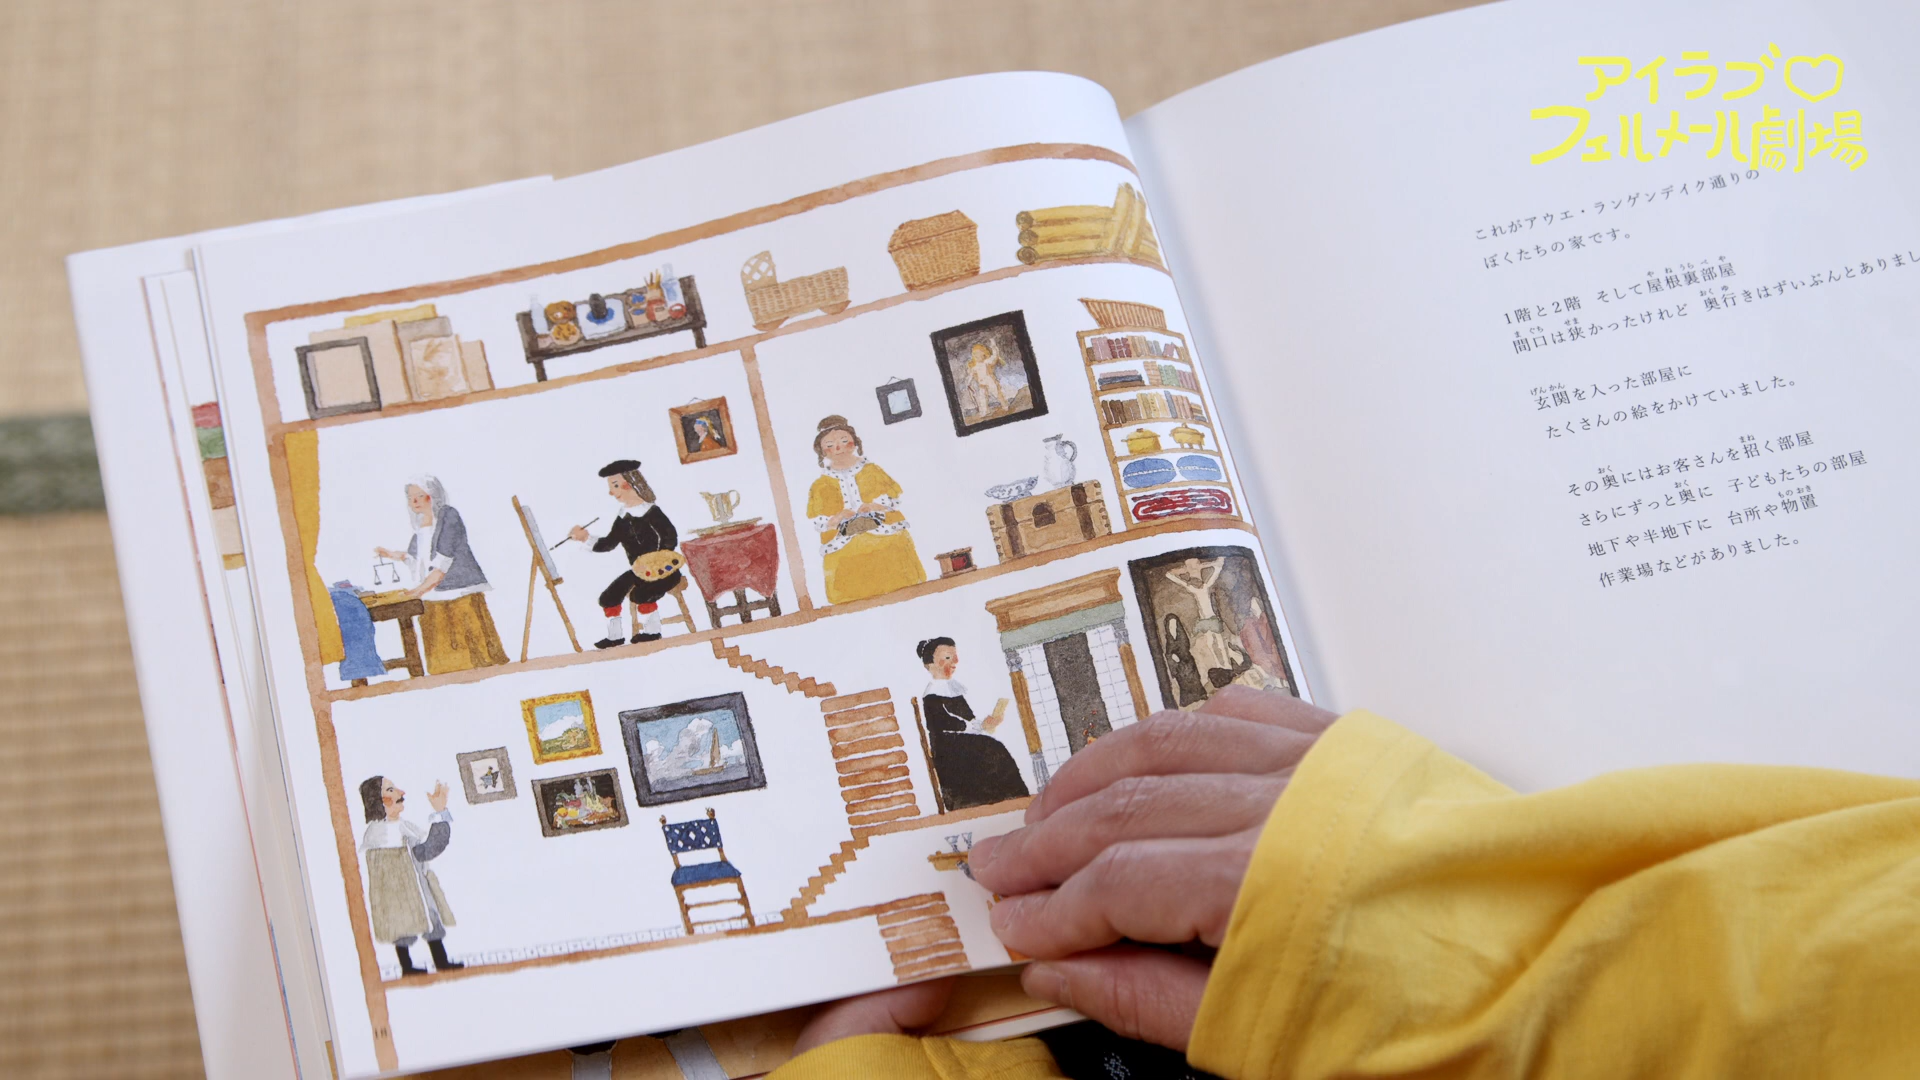 アイラブ♡
フェルメール劇場
これがアウエ・ランゲンデイク通りの
ぼくたちの家です。
1階と2階 そして屋根裏部屋
間口は狭かったけれど 奥行きはずいぶんとありまし
玄関を入った部屋に
たくさんの絵をかけていました。
その奥にはお客さんを招く部屋
さらにずっと奥に 子どもたちの部屋
地下や半地下に 台所や物置
作業場などがありました。
18